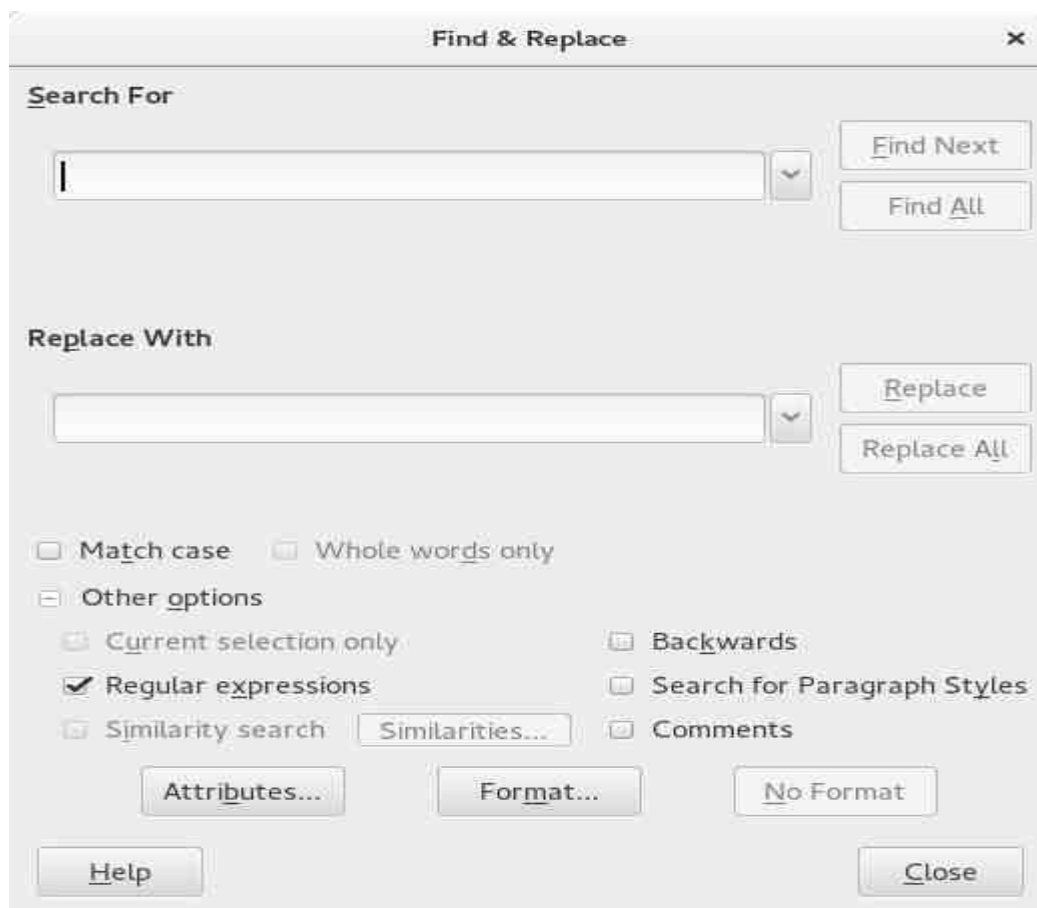 Find & Replace
Search For
Find Next
Find All
Replace With
Replace
Replace All
Match case Whole words only
Other options
Current selection only Backwards
Regular expressions Search for Paragraph Styles
Similarity search Similarities... Comments
Attributes... Format... No Format
Help Close